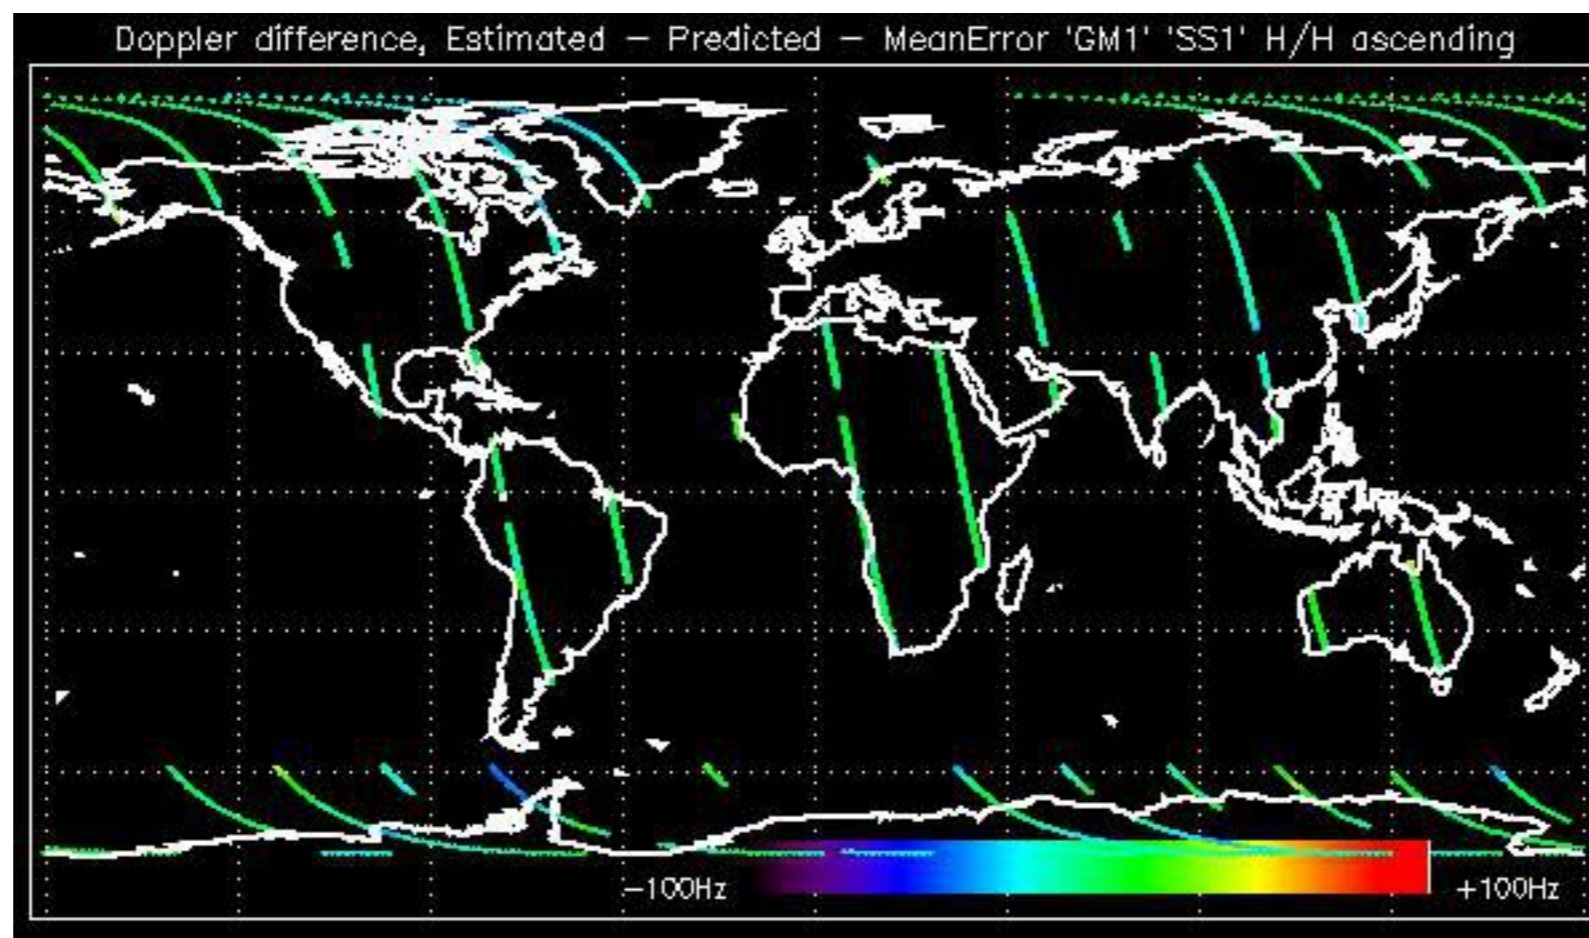 Doppler difference, Estimated — Predicted — MeanError 'GM1' 'SS1' H/H ascending
−100Hz
+100Hz